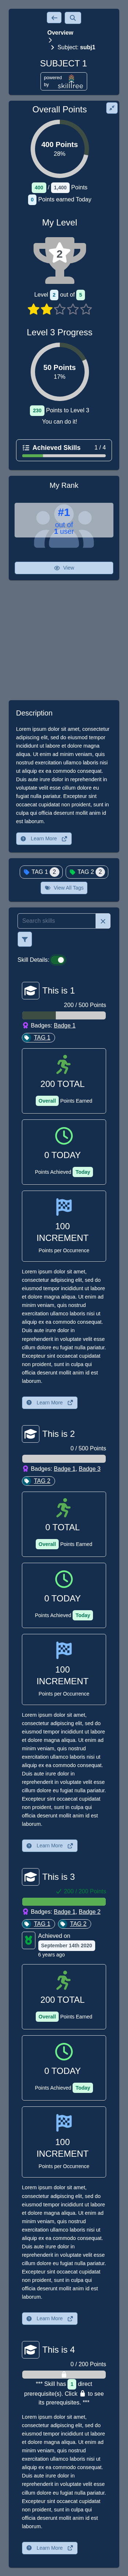 Overview
Subject: subj1
SUBJECT 1
powered
by
skilltree
Overall Points
400 Points
28%
400 / 1,400 Points
0 Points earned Today
My Level
2
Level 2 out of 5
Level 3 Progress
50 Points
17%
230 Points to Level 3
You can do it!
Achieved Skills 1 / 4
My Rank
#1
out of
1 user
View
Description
Lorem ipsum dolor sit amet, consectetur
adipiscing elit, sed do eiusmod tempor
incididunt ut labore et dolore magna
aliqua. Ut enim ad minim veniam, quis
nostrud exercitation ullamco laboris nisi
ut aliquip ex ea commodo consequat.
Duis aute irure dolor in reprehenderit in
voluptate velit esse cillum dolore eu
fugiat nulla pariatur. Excepteur sint
occaecat cupidatat non proident, sunt in
culpa qui officia deserunt mollit anim id
est laborum.
Learn More
TAG 1 2
TAG 2 2
View All Tags
Search skills
Skill Details:
This is 1
200 / 500 Points
Badges: Badge 1
TAG 1
200 TOTAL
Overall Points Earned
0 TODAY
Points Achieved Today
100
INCREMENT
Points per Occurrence
Lorem ipsum dolor sit amet,
consectetur adipiscing elit, sed do
eiusmod tempor incididunt ut labore
et dolore magna aliqua. Ut enim ad
minim veniam, quis nostrud
exercitation ullamco laboris nisi ut
aliquip ex ea commodo consequat.
Duis aute irure dolor in
reprehenderit in voluptate velit esse
cillum dolore eu fugiat nulla pariatur.
Excepteur sint occaecat cupidatat
non proident, sunt in culpa qui
officia deserunt mollit anim id est
laborum.
Learn More
This is 2
0 / 500 Points
Badges: Badge 1, Badge 3
TAG 2
0 TOTAL
Overall Points Earned
0 TODAY
Points Achieved Today
100
INCREMENT
Points per Occurrence
Lorem ipsum dolor sit amet,
consectetur adipiscing elit, sed do
eiusmod tempor incididunt ut labore
et dolore magna aliqua. Ut enim ad
minim veniam, quis nostrud
exercitation ullamco laboris nisi ut
aliquip ex ea commodo consequat.
Duis aute irure dolor in
reprehenderit in voluptate velit esse
cillum dolore eu fugiat nulla pariatur.
Excepteur sint occaecat cupidatat
non proident, sunt in culpa qui
officia deserunt mollit anim id est
laborum.
Learn More
This is 3
200 / 200 Points
Badges: Badge 1, Badge 2
TAG 1
TAG 2
Achieved on
September 14th 2020
6 years ago
200 TOTAL
Overall Points Earned
0 TODAY
Points Achieved Today
100
INCREMENT
Points per Occurrence
Lorem ipsum dolor sit amet,
consectetur adipiscing elit, sed do
eiusmod tempor incididunt ut labore
et dolore magna aliqua. Ut enim ad
minim veniam, quis nostrud
exercitation ullamco laboris nisi ut
aliquip ex ea commodo consequat.
Duis aute irure dolor in
reprehenderit in voluptate velit esse
cillum dolore eu fugiat nulla pariatur.
Excepteur sint occaecat cupidatat
non proident, sunt in culpa qui
officia deserunt mollit anim id est
laborum.
Learn More
This is 4
0 / 200 Points
*** Skill has 1 direct
prerequisite(s). Click to see
its prerequisites. ***
Lorem ipsum dolor sit amet,
consectetur adipiscing elit, sed do
eiusmod tempor incididunt ut labore
et dolore magna aliqua. Ut enim ad
minim veniam, quis nostrud
exercitation ullamco laboris nisi ut
aliquip ex ea commodo consequat.
Duis aute irure dolor in
reprehenderit in voluptate velit esse
cillum dolore eu fugiat nulla pariatur.
Excepteur sint occaecat cupidatat
non proident, sunt in culpa qui
officia deserunt mollit anim id est
laborum.
Learn More